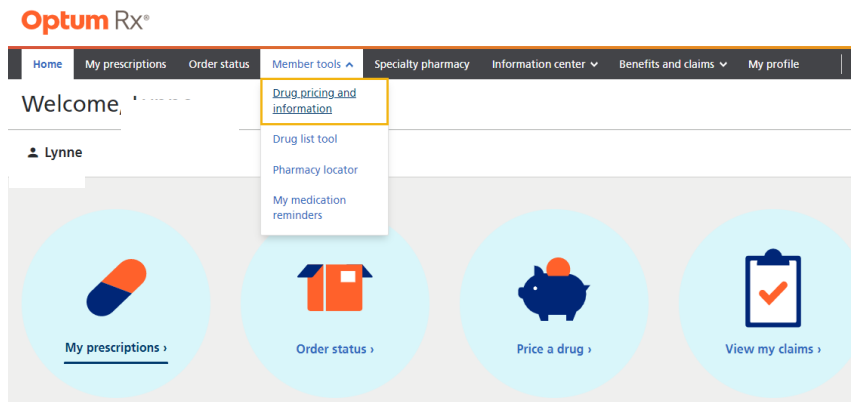 Optum Rx®
Home My prescriptions Order status Member tools Specialty pharmacy Information center Benefits and claims My profile
Welcome,
Drug pricing and
information
Lynne
Drug list tool
Pharmacy locator
My medication
reminders
My prescriptions ›
Order status ›
Price a drug ›
View my claims ›